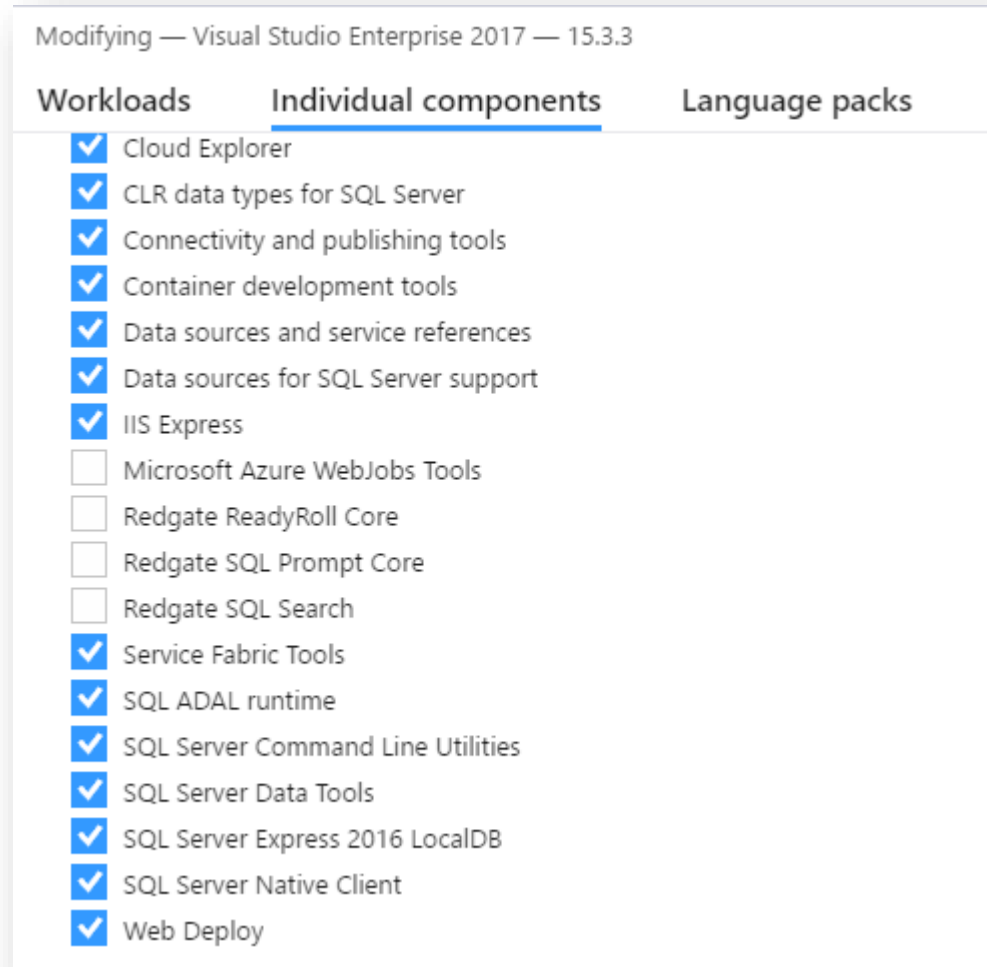 Modifying — Visual Studio Enterprise 2017 — 15.3.3
Workloads Individual components Language packs
Cloud Explorer
CLR data types for SQL Server
Connectivity and publishing tools
Container development tools
Data sources and service references
Data sources for SQL Server support
IIS Express
Microsoft Azure WebJobs Tools
Redgate ReadyRoll Core
Redgate SQL Prompt Core
Redgate SQL Search
Service Fabric Tools
SQL ADAL runtime
SQL Server Command Line Utilities
SQL Server Data Tools
SQL Server Express 2016 LocalDB
SQL Server Native Client
Web Deploy